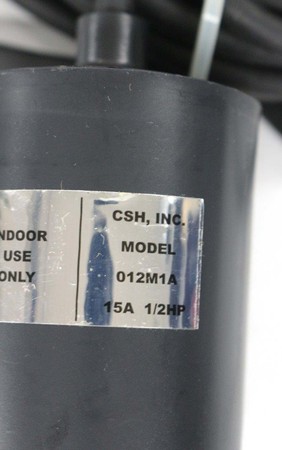 NDOOR
USE
ONLY
CSH, INC.
MODEL
012M1A
15A 1/2HP